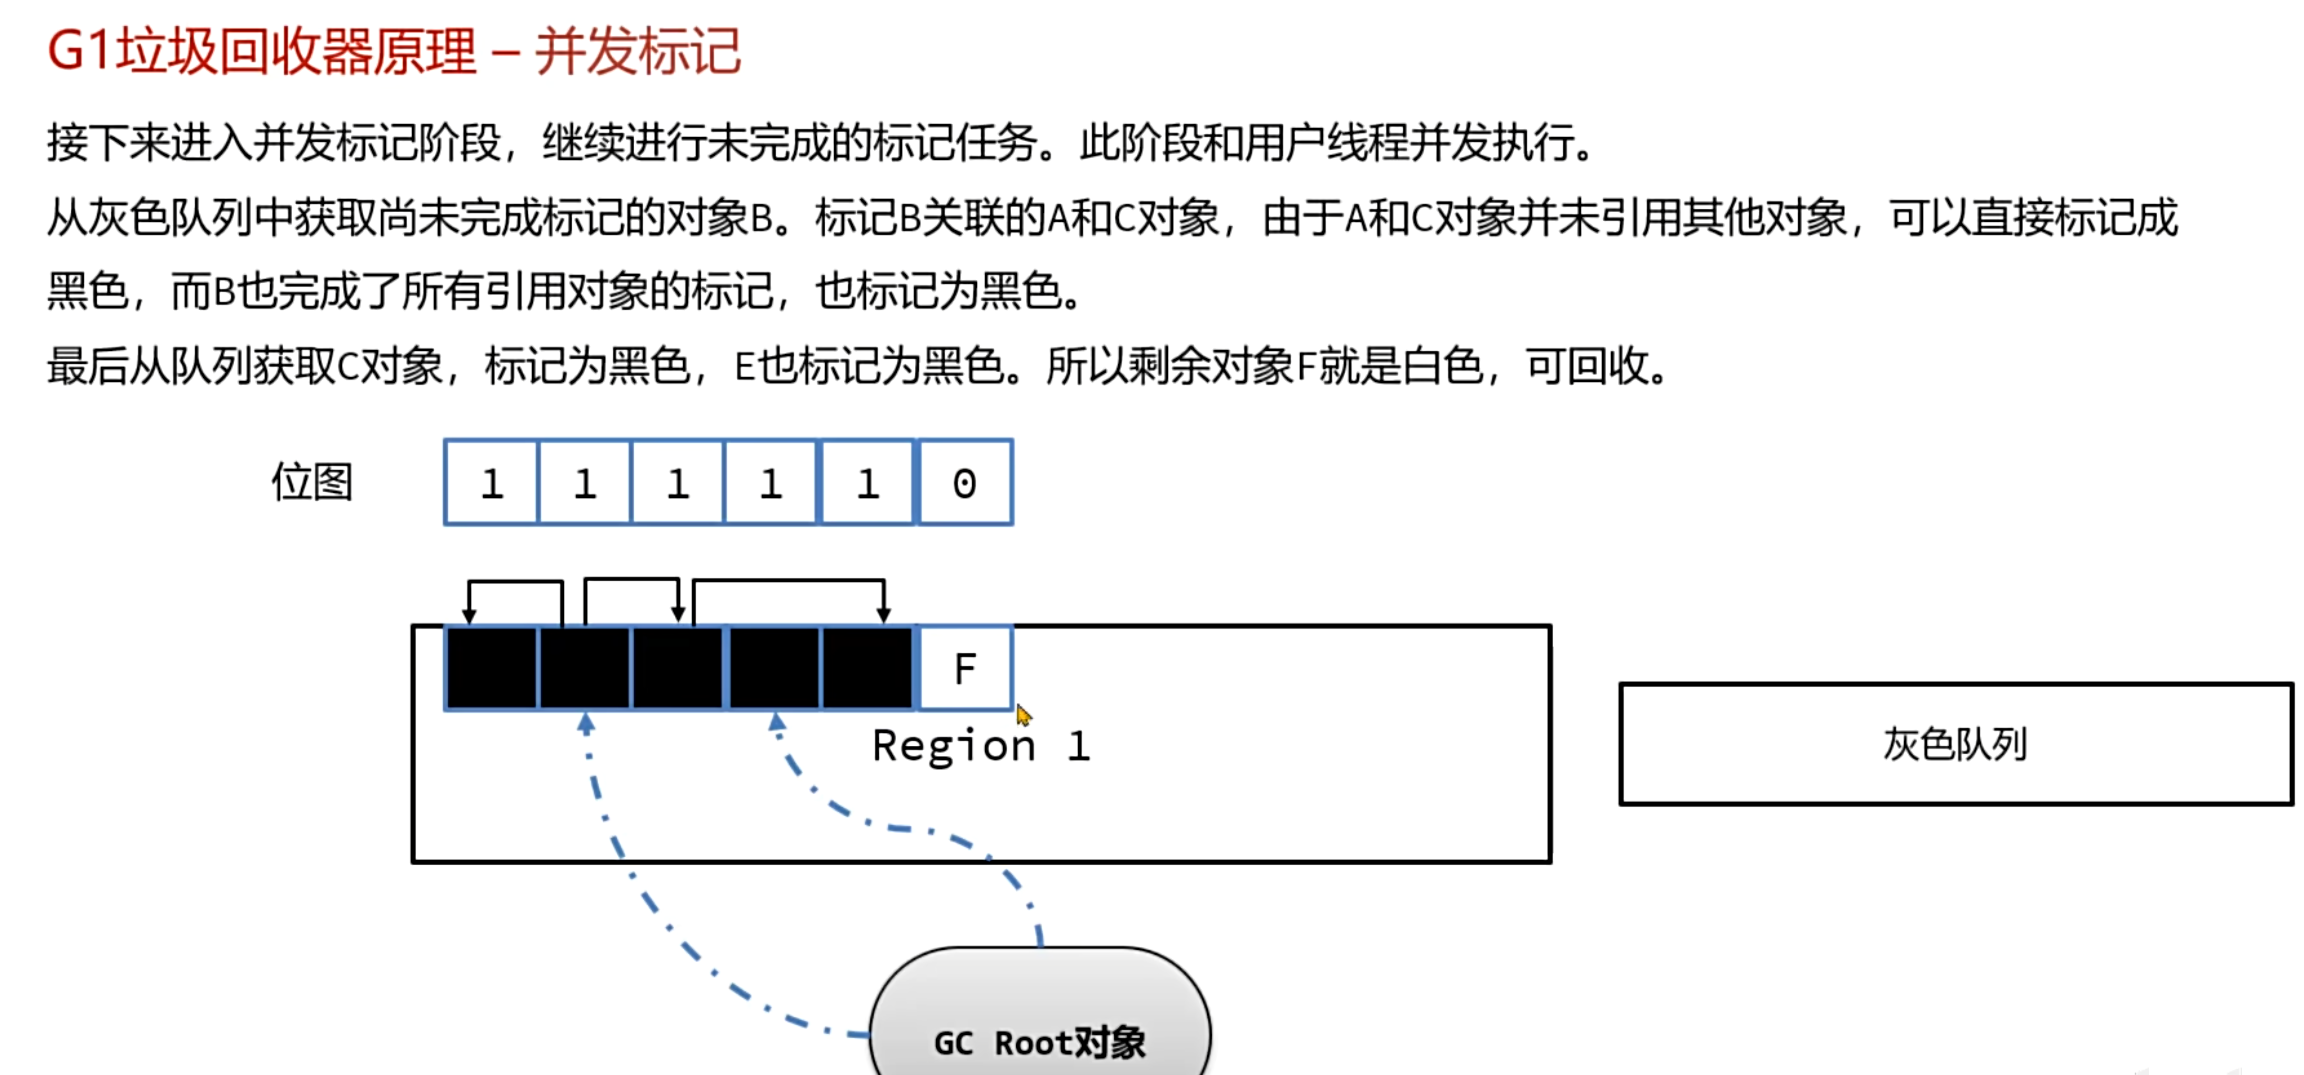 G1垃圾回收器原理 – 并发标记
接下来进入并发标记阶段，继续进行未完成的标记任务。此阶段和用户线程并发执行。
从灰色队列中获取尚未完成标记的对象B。标记B关联的A和C对象，由于A和C对象并未引用其他对象，可以直接标记成
黑色，而B也完成了所有引用对象的标记，也标记为黑色。
最后从队列获取C对象，标记为黑色，E也标记为黑色。所以剩余对象F就是白色，可回收。
位图 1 1 1 1 1 0
F
Region 1
灰色队列
GC Root对象